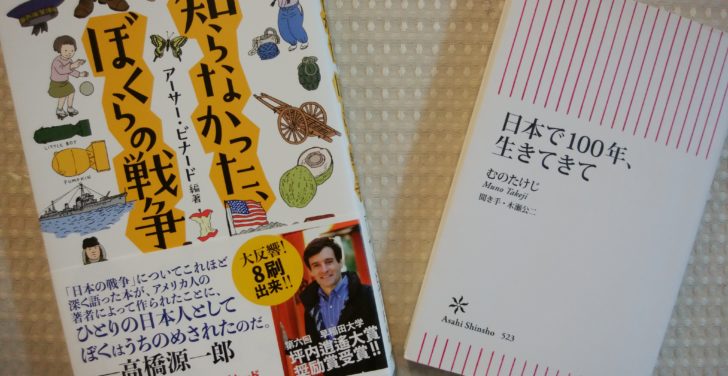 知らなかった、
ぼくらの戦争
アーサー・ビナード 編著
LITTLE BOY
PUMPKIN
大反響!
8刷
出来!!
「日本の戦争」についてこれほど
深く語った本が、アメリカ人の
著者によって作られたことに、
ひとりの日本人として
ぼくはうちのめされたのだ。
──高橋源一郎
第六回 早稲田大学
坪内逍遙大賞
奨励賞受賞!!
日本で100年、
生きてきて
むのたけじ
Muno Takeji
聞き手・木瀬公二
Asahi Shinsho 523